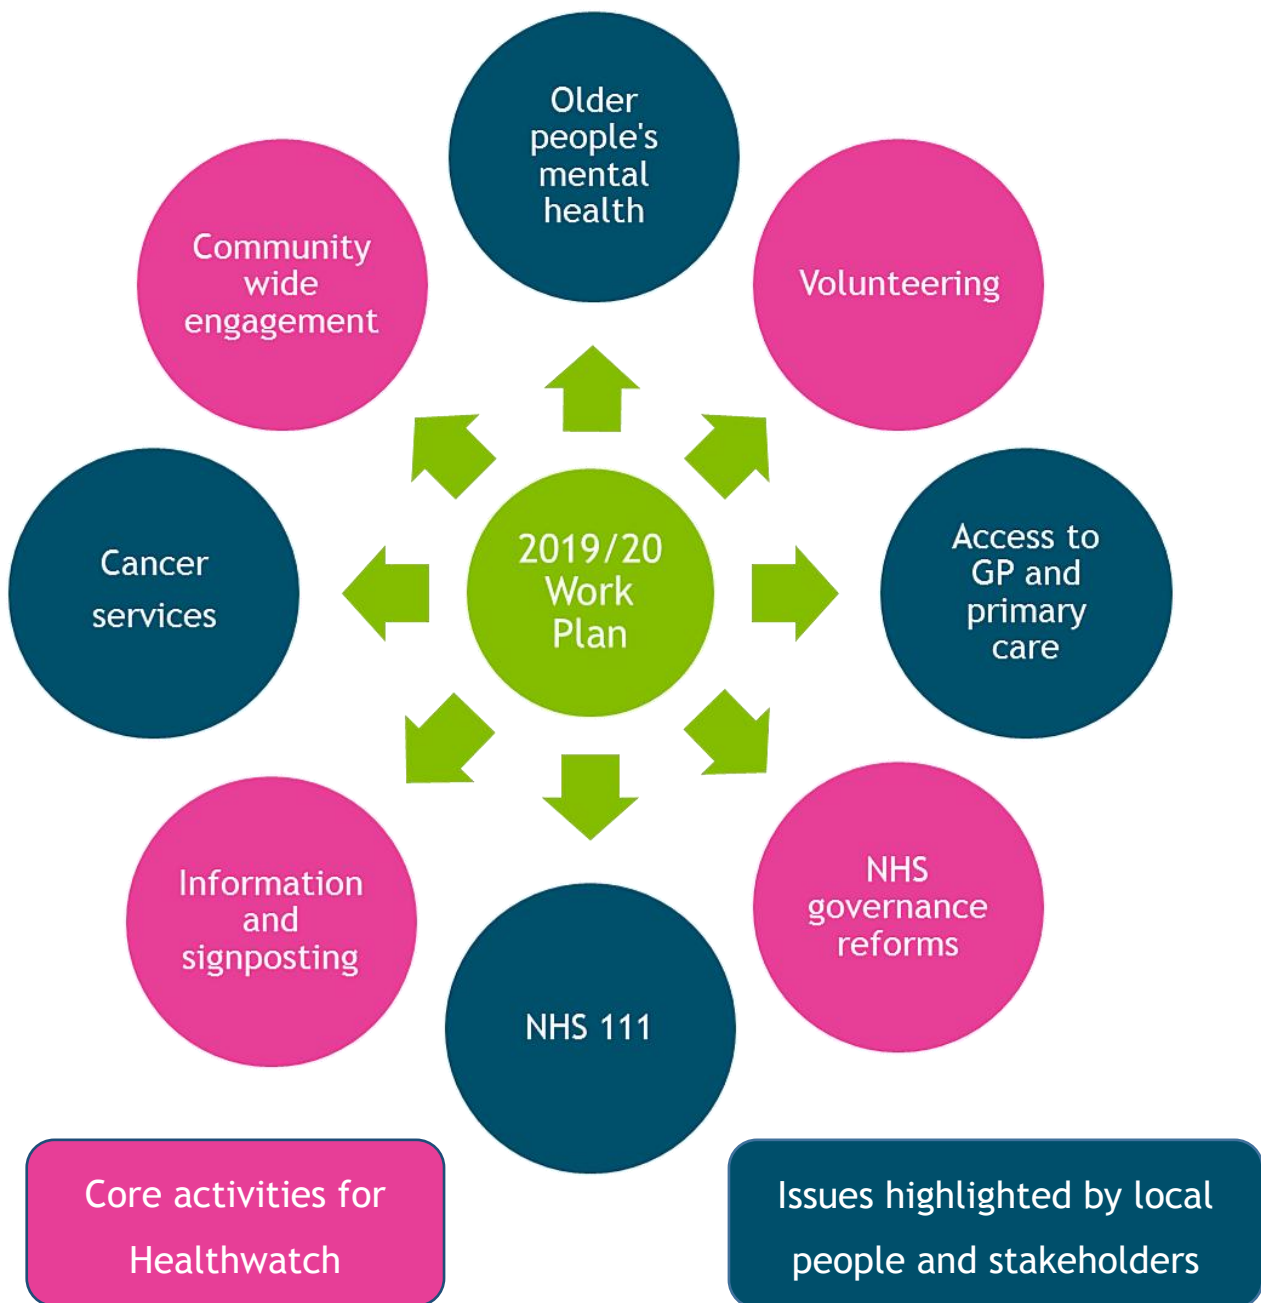 Older
people's
mental
health
Community
wide
engagement
Volunteering
Cancer
services
2019/20
Work
Plan
Access to
GP and
primary
care
Information
and
signposting
NHS
governance
reforms
NHS 111
Core activities for
Healthwatch
Issues highlighted by local
people and stakeholders